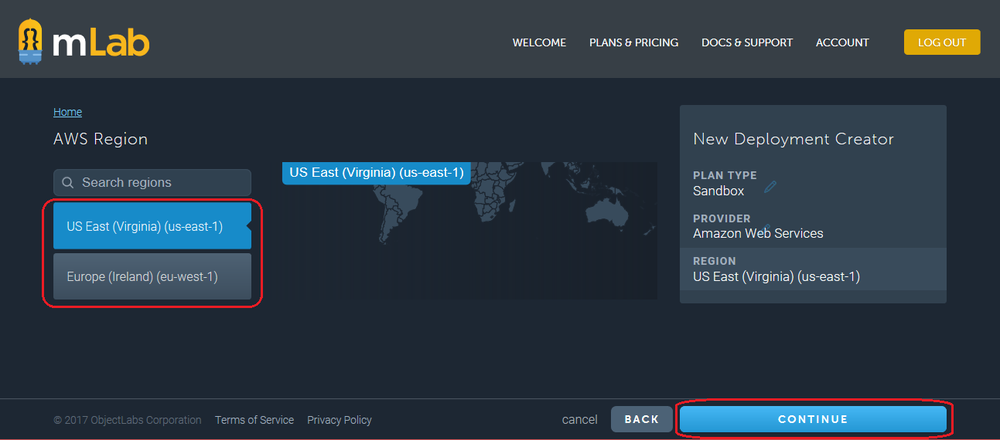 mLab
WELCOME PLANS & PRICING DOCS & SUPPORT ACCOUNT LOG OUT
Home
AWS Region
Search regions
US East (Virginia) (us-east-1)
Europe (Ireland) (eu-west-1)
US East (Virginia) (us-east-1)
New Deployment Creator
PLAN TYPE
Sandbox
PROVIDER
Amazon Web Services
REGION
US East (Virginia) (us-east-1)
© 2017 ObjectLabs Corporation Terms of Service Privacy Policy cancel BACK CONTINUE